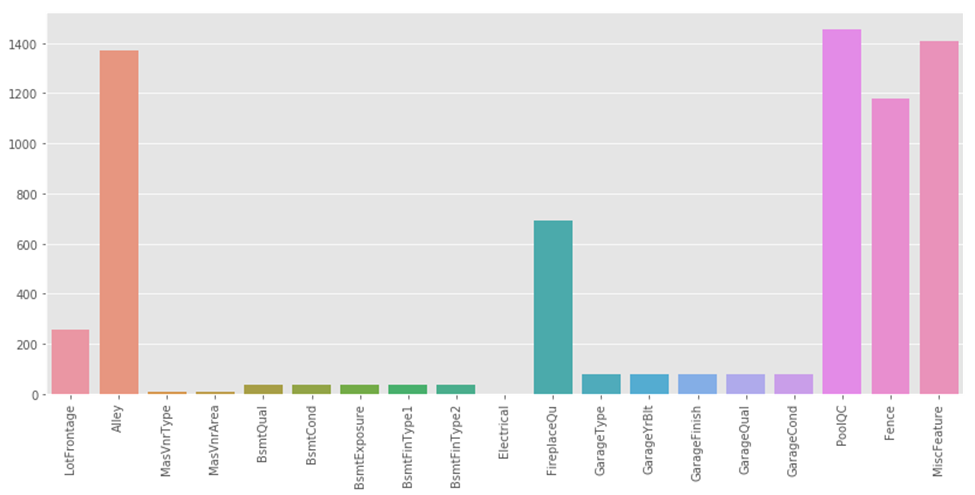 1400
1200
1000
800
600
400
200
0
LotFrontage
Alley
MasVnrType
MasVnrArea
BsmtQual
BsmtCond
BsmtExposure
BsmtFinType1
BsmtFinType2
Electrical
FireplaceQu
GarageType
GarageYrBlt
GarageFinish
GarageQual
GarageCond
PoolQC
Fence
MiscFeature